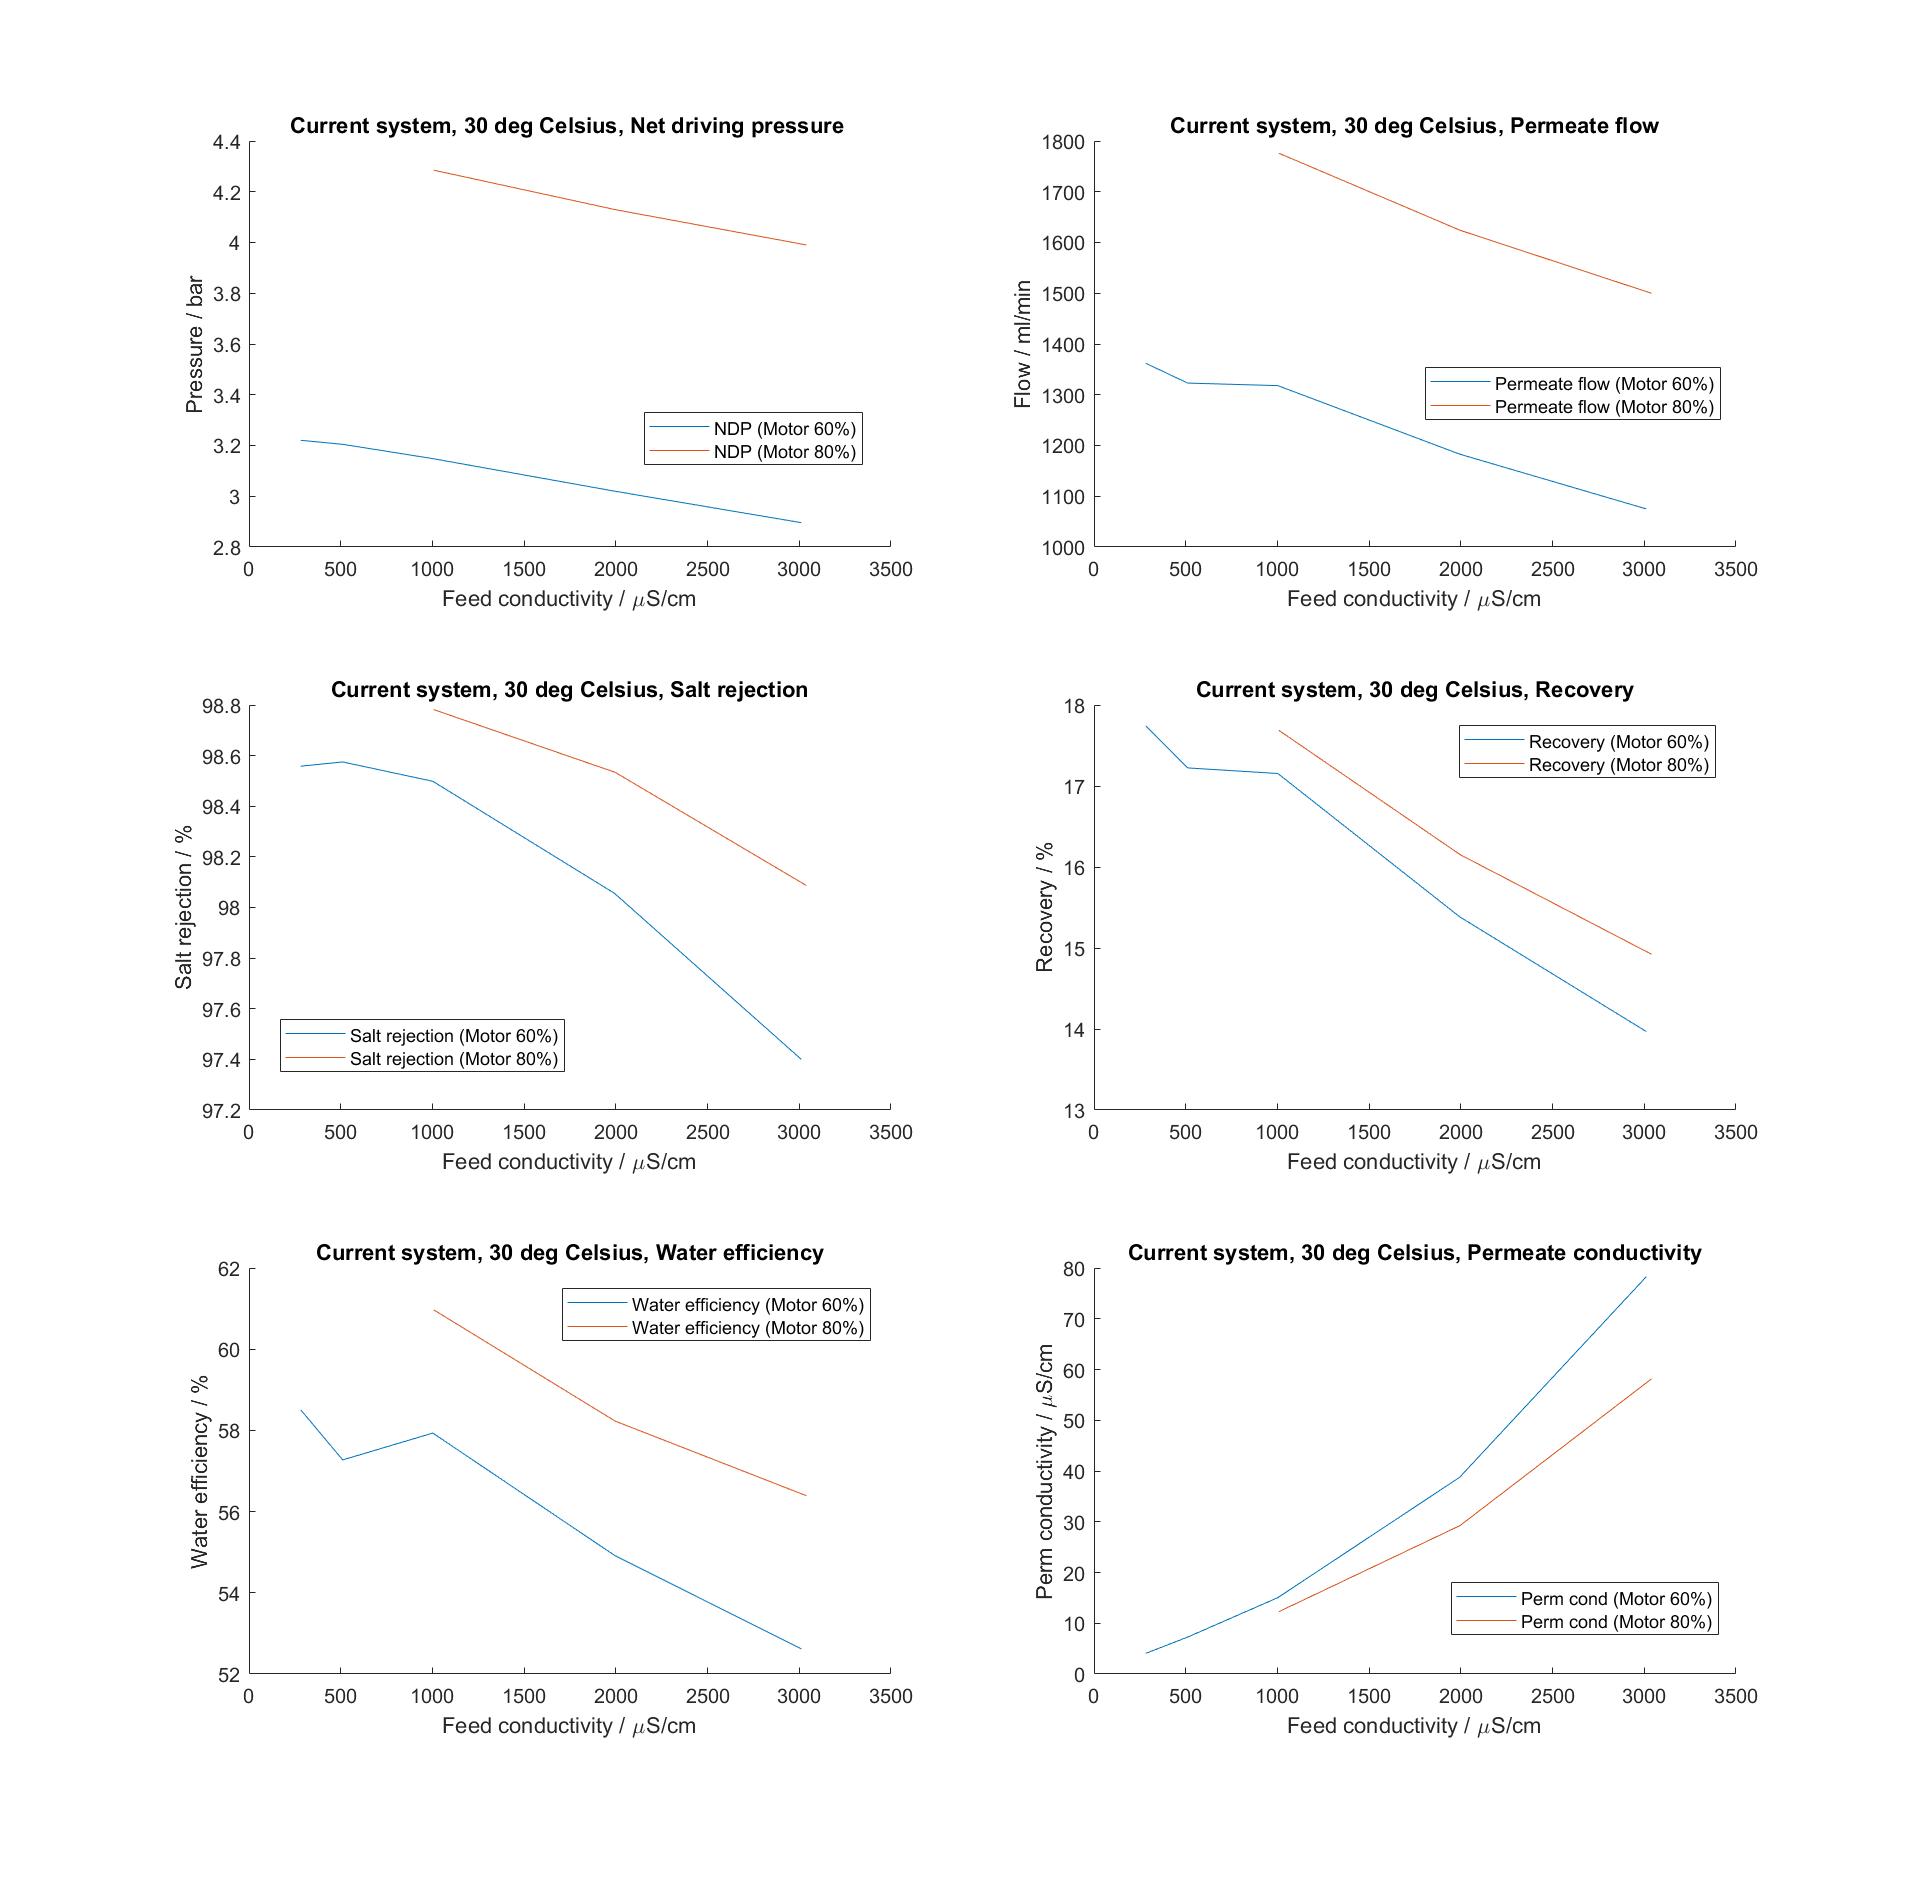 Current system, 30 deg Celsius, Net driving pressure
4.4
4.2
4
3.8
3.6
3.4
3.2
3
2.8
Pressure / bar
NDP (Motor 60%)
NDP (Motor 80%)
0 500 1000 1500 2000 2500 3000 3500
Feed conductivity / μS/cm
Current system, 30 deg Celsius, Permeate flow
1800
1700
1600
1500
1400
1300
1200
1100
1000
Flow / ml/min
Permeate flow (Motor 60%)
Permeate flow (Motor 80%)
0 500 1000 1500 2000 2500 3000 3500
Feed conductivity / μS/cm
Current system, 30 deg Celsius, Salt rejection
98.8
98.6
98.4
98.2
98
97.8
97.6
97.4
97.2
Salt rejection / %
Salt rejection (Motor 60%)
Salt rejection (Motor 80%)
0 500 1000 1500 2000 2500 3000 3500
Feed conductivity / μS/cm
Current system, 30 deg Celsius, Recovery
18
17
16
15
14
13
Recovery / %
Recovery (Motor 60%)
Recovery (Motor 80%)
0 500 1000 1500 2000 2500 3000 3500
Feed conductivity / μS/cm
Current system, 30 deg Celsius, Water efficiency
62
60
58
56
54
52
Water efficiency / %
Water efficiency (Motor 60%)
Water efficiency (Motor 80%)
0 500 1000 1500 2000 2500 3000 3500
Feed conductivity / μS/cm
Current system, 30 deg Celsius, Permeate conductivity
80
70
60
50
40
30
20
10
0
Perm conductivity / μS/cm
Perm cond (Motor 60%)
Perm cond (Motor 80%)
0 500 1000 1500 2000 2500 3000 3500
Feed conductivity / μS/cm